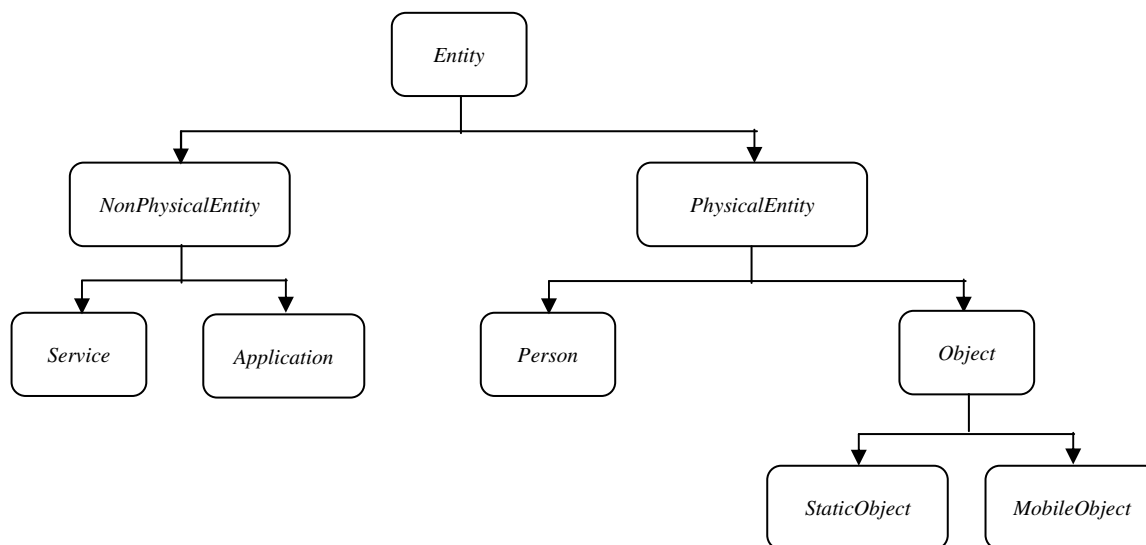 Entity
NonPhysicalEntity
PhysicalEntity
Service
Application
Person
Object
StaticObject
MobileObject